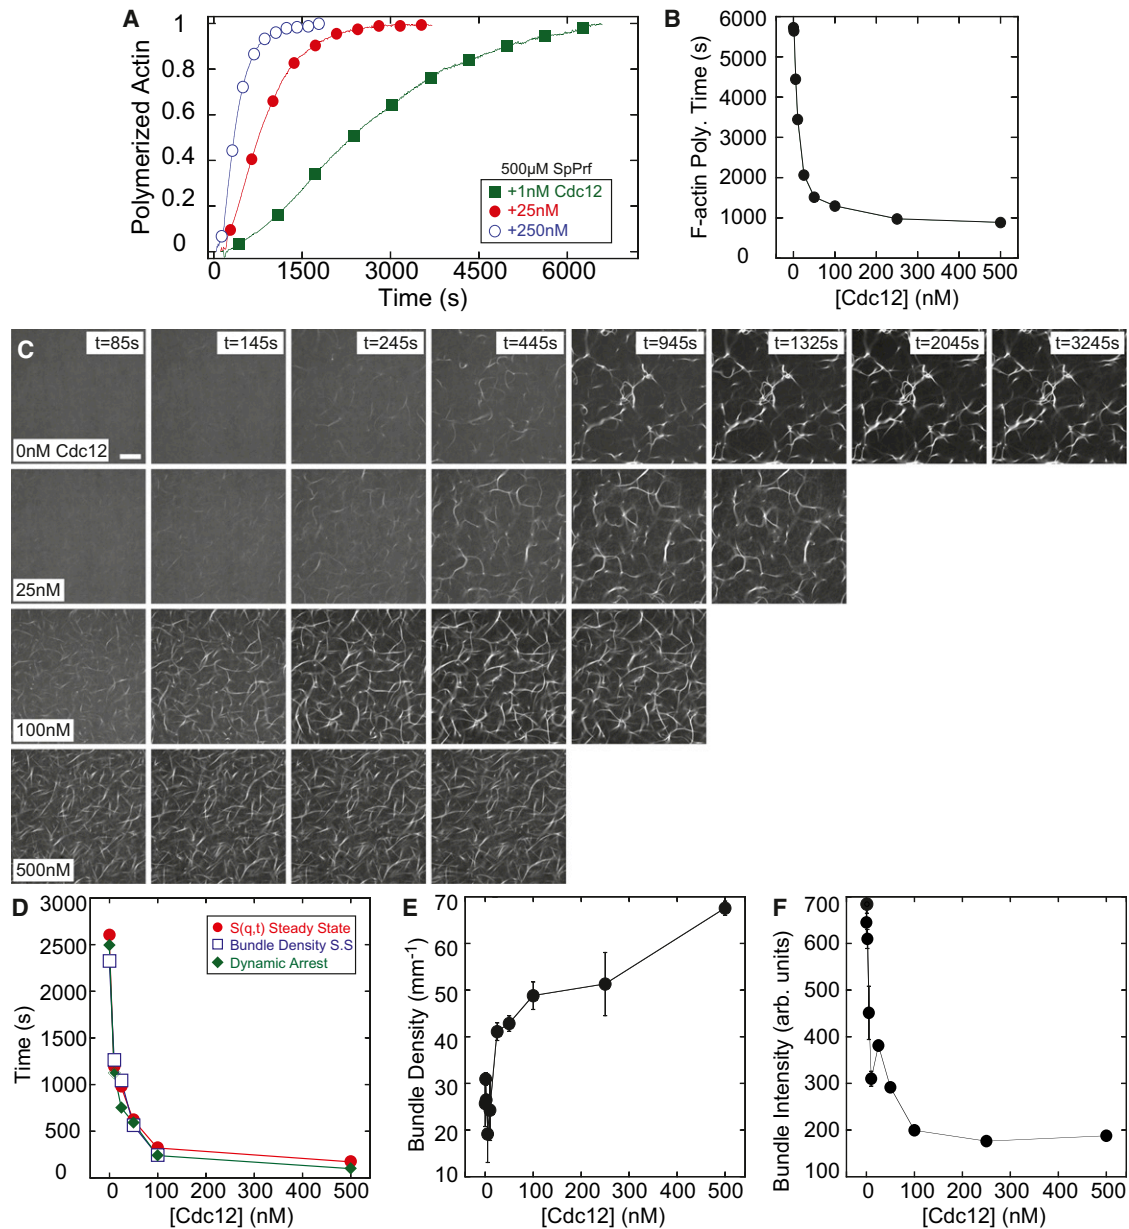 A
Polymerized Actin
1
0.8
0.6
0.4
0.2
0
0 1500 3000 4500 6000
Time (s)
500µM SpPrf
+1nM Cdc12
+25nM
+250nM
B
F-actin Poly. Time (s)
6000
5000
4000
3000
2000
1000
0
0 100 200 300 400 500
[Cdc12] (nM)
C
t=85s
t=145s
t=245s
t=445s
t=945s
t=1325s
t=2045s
t=3245s
0nM Cdc12
25nM
100nM
500nM
D
Time (s)
3000
2500
2000
1500
1000
500
0
0 100 200 300 400 500
[Cdc12] (nM)
S(q,t) Steady State
Bundle Density S.S
Dynamic Arrest
E
Bundle Density (mm-1)
70
60
50
40
30
20
10
0 100 200 300 400 500
[Cdc12] (nM)
F
Bundle Intensity (arb. units)
700
600
500
400
300
200
100
0 100 200 300 400 500
[Cdc12] (nM)